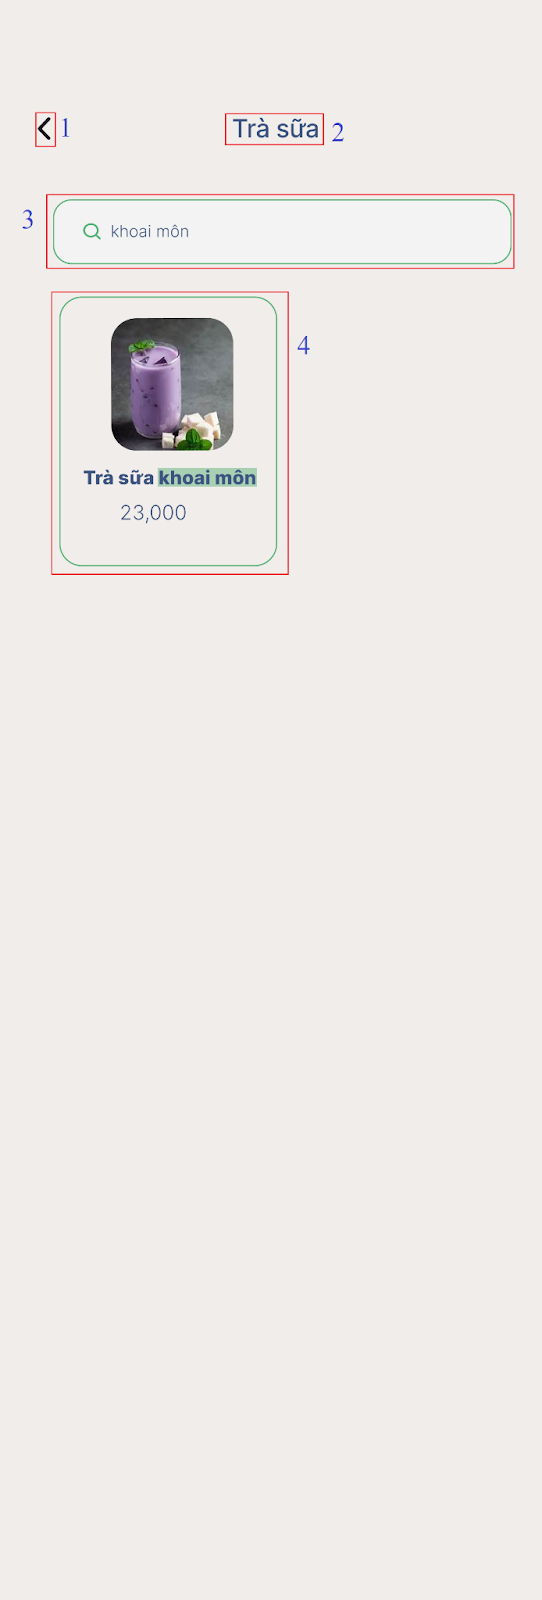 1
Trà sữa 2
3
khoai môn
4
Trà sữa khoai môn
23,000